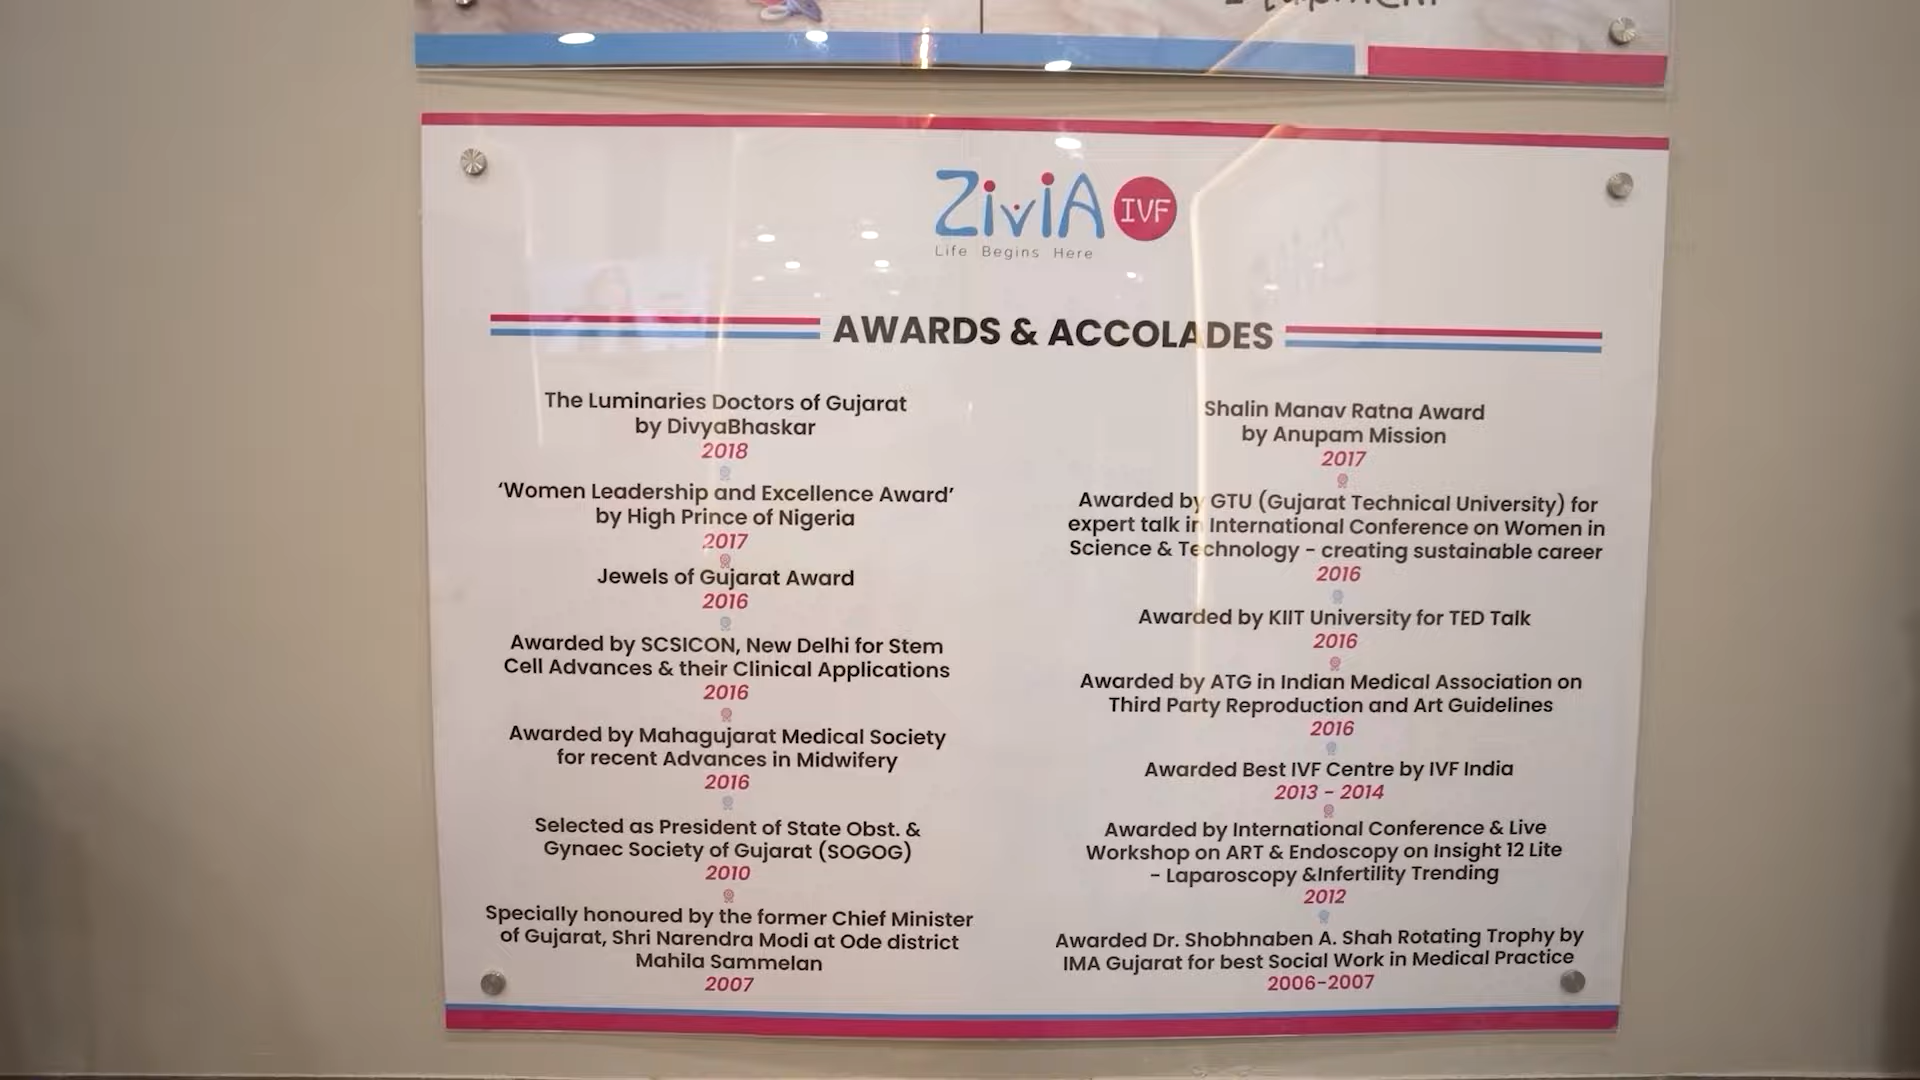 ZiviA IVF
Life Begins Here
AWARDS & ACCOLADES
The Luminaries Doctors of Gujarat
by DivyaBhaskar
2018
‘Women Leadership and Excellence Award’
by High Prince of Nigeria
2017
Jewels of Gujarat Award
2016
Awarded by SCSICON, New Delhi for Stem
Cell Advances & their Clinical Applications
2016
Awarded by Mahagujarat Medical Society
for recent Advances in Midwifery
2016
Selected as President of State Obst. &
Gynaec Society of Gujarat (SOGOG)
2010
Specially honoured by the former Chief Minister
of Gujarat, Shri Narendra Modi at Ode district
Mahila Sammelan
2007
Shalin Manav Ratna Award
by Anupam Mission
2017
Awarded by GTU (Gujarat Technical University) for
expert talk in International Conference on Women in
Science & Technology - creating sustainable career
2016
Awarded by KIIT University for TED Talk
2016
Awarded by ATG in Indian Medical Association on
Third Party Reproduction and Art Guidelines
2016
Awarded Best IVF Centre by IVF India
2013 - 2014
Awarded by International Conference & Live
Workshop on ART & Endoscopy on Insight 12 Lite
- Laparoscopy &Infertility Trending
2012
Awarded Dr. Shobhnaben A. Shah Rotating Trophy by
IMA Gujarat for best Social Work in Medical Practice
2006-2007